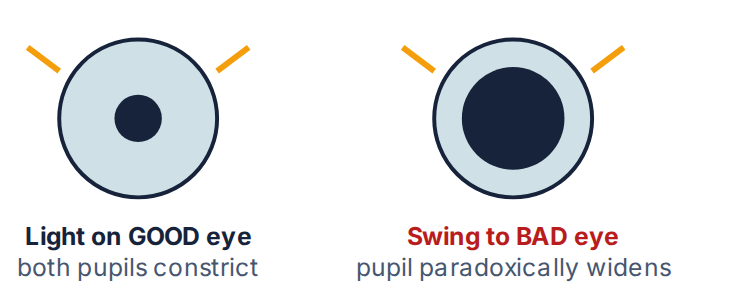 Light on GOOD eye
both pupils constrict
Swing to BAD eye
pupil paradoxically widens